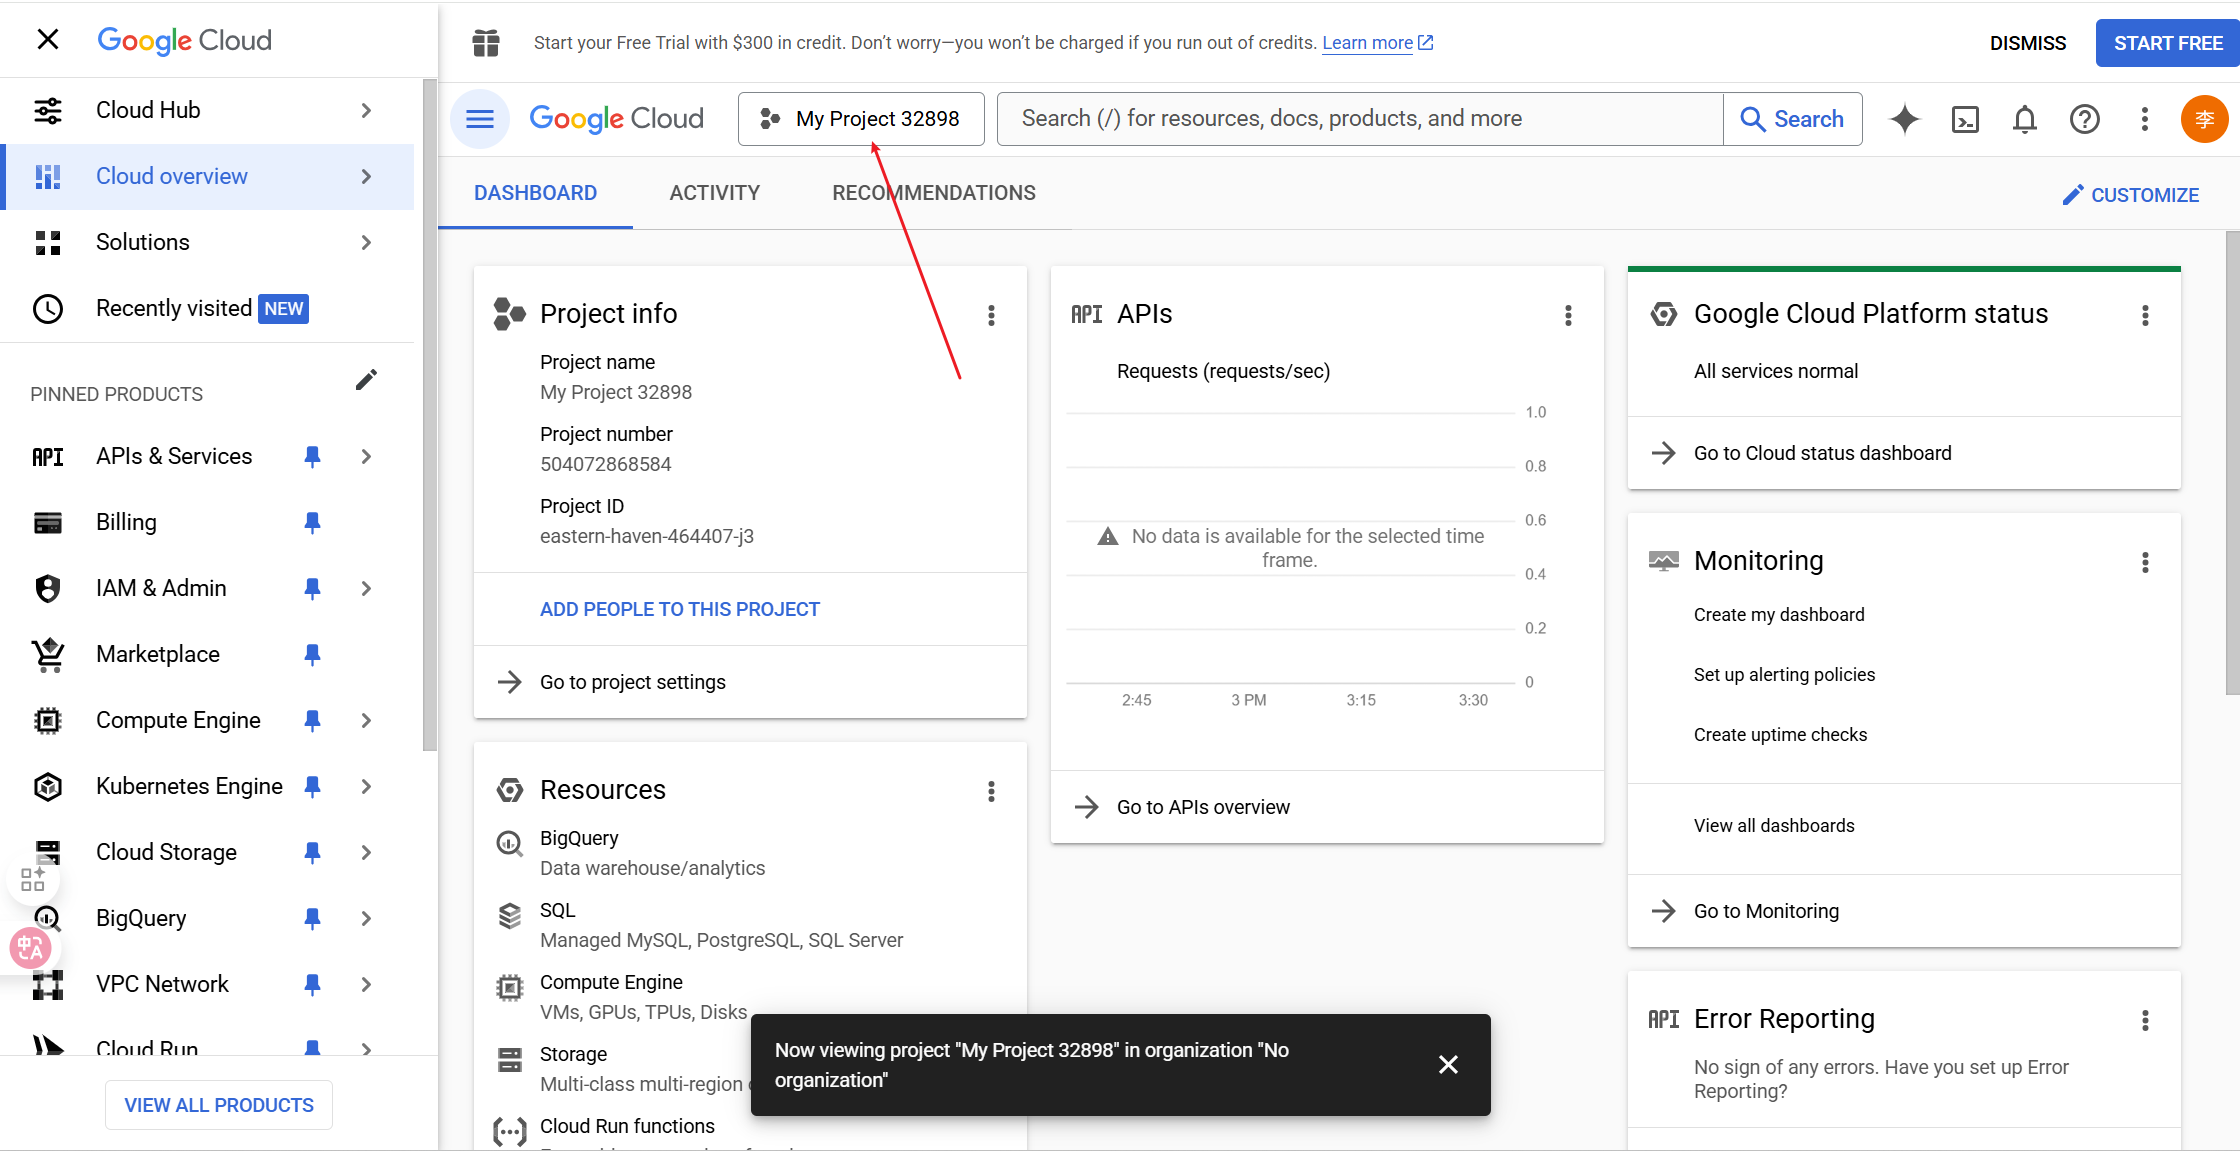 Google Cloud
Cloud Hub
Cloud overview
Solutions
Recently visited NEW
PINNED PRODUCTS
API APIs & Services
Billing
IAM & Admin
Marketplace
Compute Engine
Kubernetes Engine
Cloud Storage
BigQuery
中A
VPC Network
Cloud Run
VIEW ALL PRODUCTS
Start your Free Trial with $300 in credit. Don’t worry—you won’t be charged if you run out of credits. Learn more
DISMISS
START FREE
Google Cloud
My Project 32898
Search (/) for resources, docs, products, and more
Search
李
DASHBOARD
ACTIVITY
RECOMMENDATIONS
CUSTOMIZE
Project info
Project name
My Project 32898
Project number
504072868584
Project ID
eastern-haven-464407-j3
ADD PEOPLE TO THIS PROJECT
Go to project settings
Resources
BigQuery
Data warehouse/analytics
SQL
Managed MySQL, PostgreSQL, SQL Server
Compute Engine
VMs, GPUs, TPUs, Disks
Storage
Multi-class multi-region
Cloud Run functions
API APIs
Requests (requests/sec)
1.0
0.8
0.6
No data is available for the selected time
frame.
0.4
0.2
0
2:45 3 PM 3:15 3:30
Go to APIs overview
Google Cloud Platform status
All services normal
Go to Cloud status dashboard
Monitoring
Create my dashboard
Set up alerting policies
Create uptime checks
View all dashboards
Go to Monitoring
API Error Reporting
No sign of any errors. Have you set up Error
Reporting?
Now viewing project "My Project 32898" in organization "No
organization"